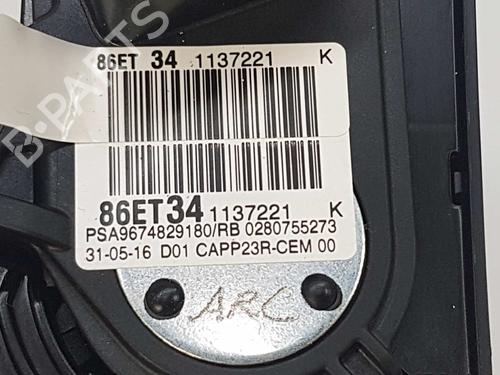 86ET 34 1137221 K
86ET34 1137221 K
PSA9674829180/RB 0280755273
31-05-16 D01 CAPP23R-CEM 00
ARC
B-PARTS